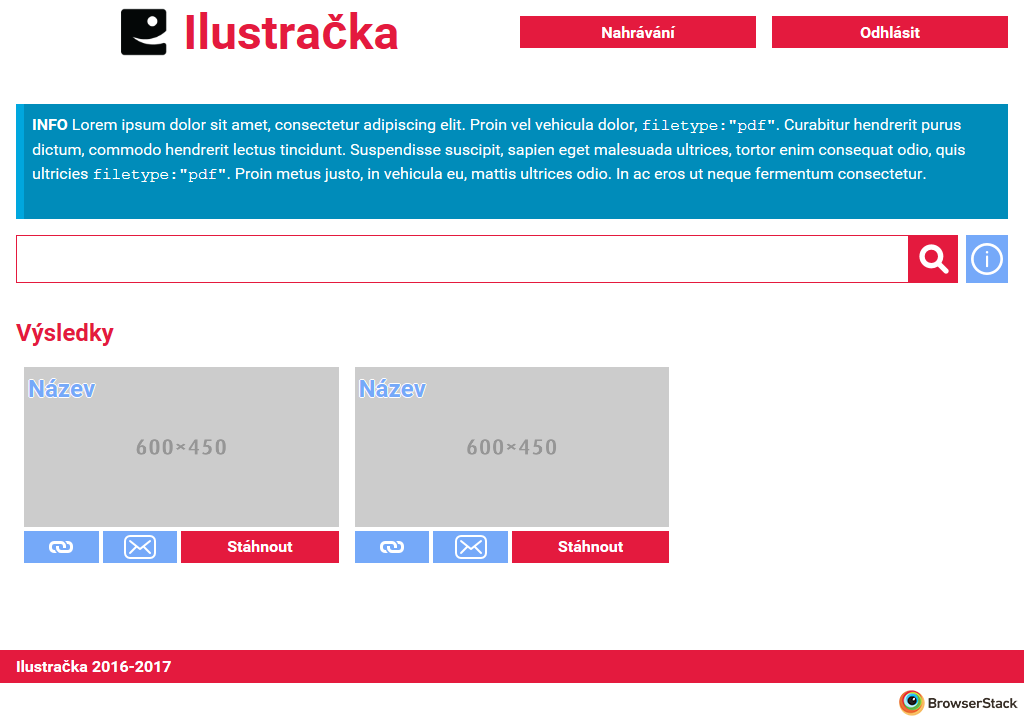 Ilustračka
Nahrávání
Odhlásit
INFO Lorem ipsum dolor sit amet, consectetur adipiscing elit. Proin vel vehicula dolor, filetype:"pdf". Curabitur hendrerit purus
dictum, commodo hendrerit lectus tincidunt. Suspendisse suscipit, sapien eget malesuada ultrices, tortor enim consequat odio, quis
ultricies filetype:"pdf". Proin metus justo, in vehicula eu, mattis ultrices odio. In ac eros ut neque fermentum consectetur.
Výsledky
Název
600×450
Stáhnout
Název
600×450
Stáhnout
Ilustračka 2016-2017
BrowserStack